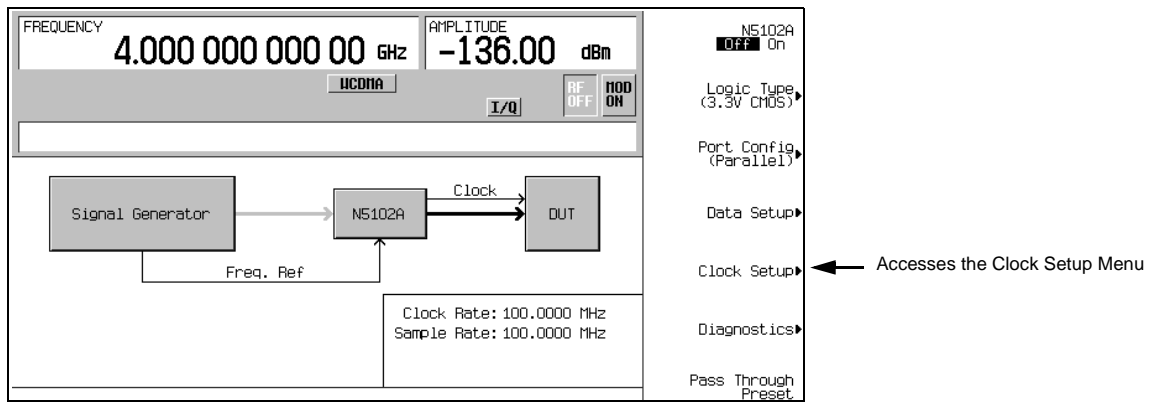 FREQUENCY
4.000 000 000 00 GHz
AMPLITUDE
-136.00 dBm
WCDMA
I/Q
RF
OFF
MOD
ON
Signal Generator
N5102A
Clock
DUT
Freq. Ref
Clock Rate: 100.0000 MHz
Sample Rate: 100.0000 MHz
N5102A
Off On
Logic Type
(3.3V CMOS)
Port Config
(Parallel)
Data Setup
Clock Setup
Accesses the Clock Setup Menu
Diagnostics
Pass Through
Preset